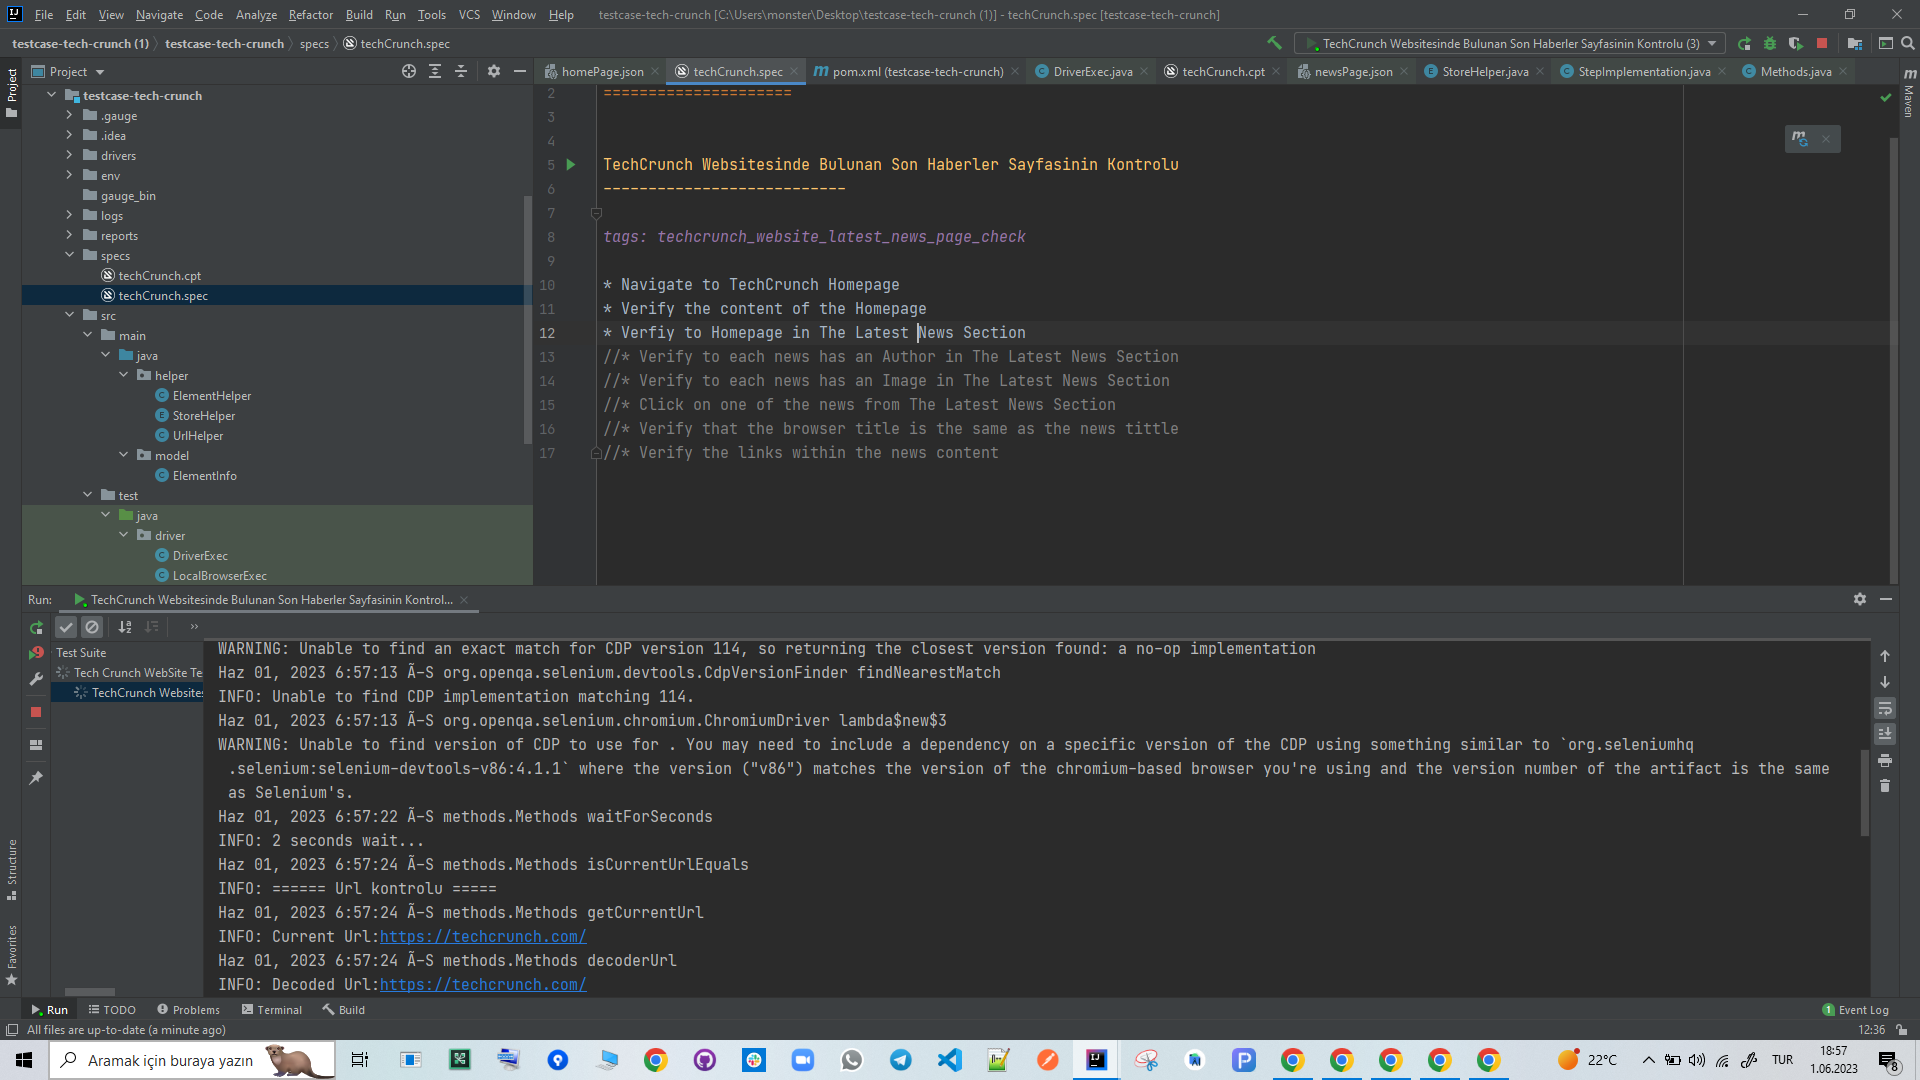 File Edit View Navigate Code Analyze Refactor Build Run Tools VCS Window Help testcase-tech-crunch [C:\Users\monster\Desktop\testcase-tech-crunch (1)] - techCrunch.spec [testcase-tech-crunch]
testcase-tech-crunch (1) testcase-tech-crunch specs techCrunch.spec
TechCrunch Websitesinde Bulunan Son Haberler Sayfasinin Kontrolu (3)
Project
Project
homePage.json techCrunch.spec pom.xml (testcase-tech-crunch) DriverExec.java techCrunch.cpt newsPage.json StoreHelper.java StepImplementation.java Methods.java
Maven
testcase-tech-crunch
.gauge
.idea
drivers
env
gauge_bin
logs
reports
specs
techCrunch.cpt
techCrunch.spec
src
main
java
helper
ElementHelper
StoreHelper
UrlHelper
model
ElementInfo
test
java
driver
DriverExec
LocalBrowserExec
2 =====================
3
4
5 TechCrunch Websitesinde Bulunan Son Haberler Sayfasinin Kontrolu
6 ---------------------------
7
8 tags: techcrunch_website_latest_news_page_check
9
10 * Navigate to TechCrunch Homepage
11 * Verify the content of the Homepage
12 * Verfiy to Homepage in The Latest News Section
13 //* Verify to each news has an Author in The Latest News Section
14 //* Verify to each news has an Image in The Latest News Section
15 //* Click on one of the news from The Latest News Section
16 //* Verify that the browser title is the same as the news tittle
17 //* Verify the links within the news content
Run: TechCrunch Websitesinde Bulunan Son Haberler Sayfasinin Kontrol...
Test Suite
Tech Crunch WebSite Te
TechCrunch Websites
WARNING: Unable to find an exact match for CDP version 114, so returning the closest version found: a no-op implementation
Haz 01, 2023 6:57:13 Ã-S org.openqa.selenium.devtools.CdpVersionFinder findNearestMatch
INFO: Unable to find CDP implementation matching 114.
Haz 01, 2023 6:57:13 Ã-S org.openqa.selenium.chromium.ChromiumDriver lambda$new$3
WARNING: Unable to find version of CDP to use for . You may need to include a dependency on a specific version of the CDP using something similar to `org.seleniumhq
.selenium:selenium-devtools-v86:4.1.1` where the version ("v86") matches the version of the chromium-based browser you're using and the version number of the artifact is the same
as Selenium's.
Haz 01, 2023 6:57:22 Ã-S methods.Methods waitForSeconds
INFO: 2 seconds wait...
Haz 01, 2023 6:57:24 Ã-S methods.Methods isCurrentUrlEquals
INFO: ====== Url kontrolu =====
Haz 01, 2023 6:57:24 Ã-S methods.Methods getCurrentUrl
INFO: Current Url:https://techcrunch.com/
Haz 01, 2023 6:57:24 Ã-S methods.Methods decoderUrl
INFO: Decoded Url:https://techcrunch.com/
Structure
Favorites
Run TODO Problems Terminal Build 1 Event Log
All files are up-to-date (a minute ago) 12:36
Aramak için buraya yazın 22°C TUR 18:57
1.06.2023 8